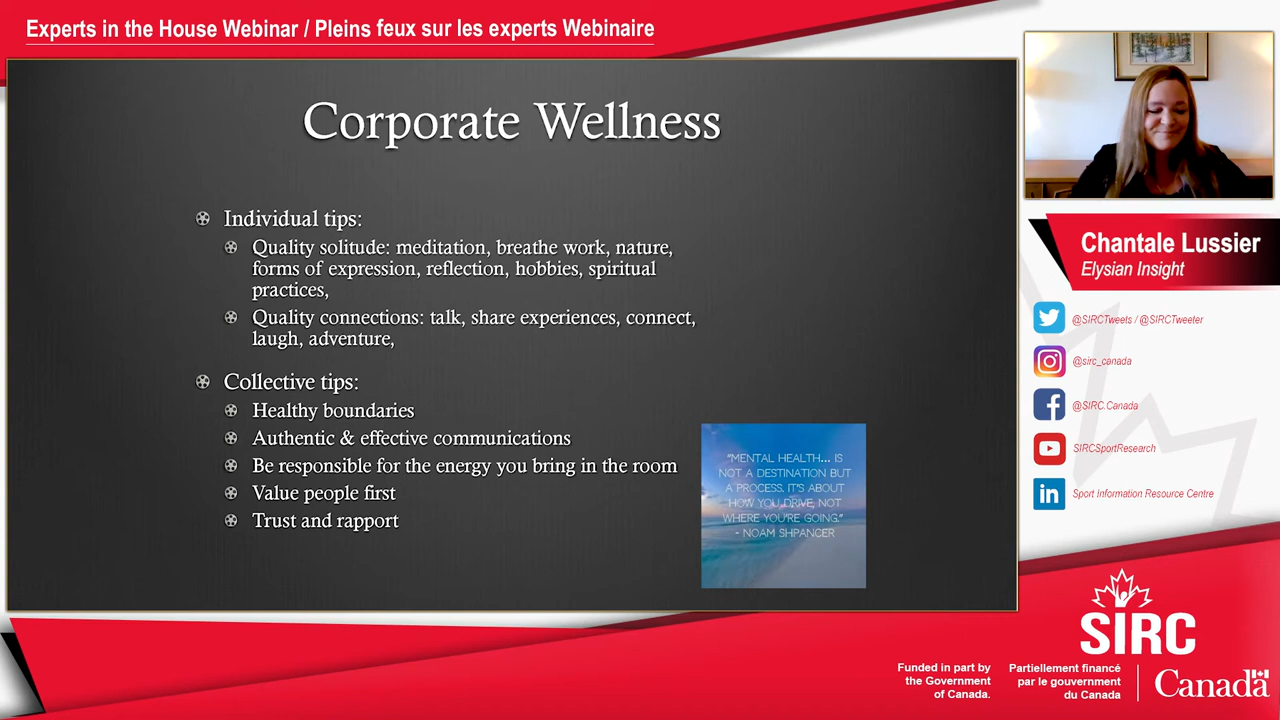 Experts in the House Webinar / Pleins feux sur les experts Webinaire
Corporate Wellness
Individual tips:
Quality solitude: meditation, breathe work, nature,
forms of expression, reflection, hobbies, spiritual
practices,
Quality connections: talk, share experiences, connect,
laugh, adventure,
Collective tips:
Healthy boundaries
Authentic & effective communications
Be responsible for the energy you bring in the room
Value people first
Trust and rapport
"MENTAL HEALTH... IS
NOT A DESTINATION BUT
A PROCESS. IT'S ABOUT
HOW YOU DRIVE, NOT
WHERE YOU'RE GOING."
- NOAM SHPANCER
Chantale Lussier
Elysian Insight
@SIRCTweets / @SIRCTweeter
@sirc_canada
@SIRC.Canada
SIRCSportResearch
in
Sport Information Resource Centre
SIRC
Funded in part by
the Government
of Canada.
Partiellement financé
par le gouvernment
du Canada
Canada